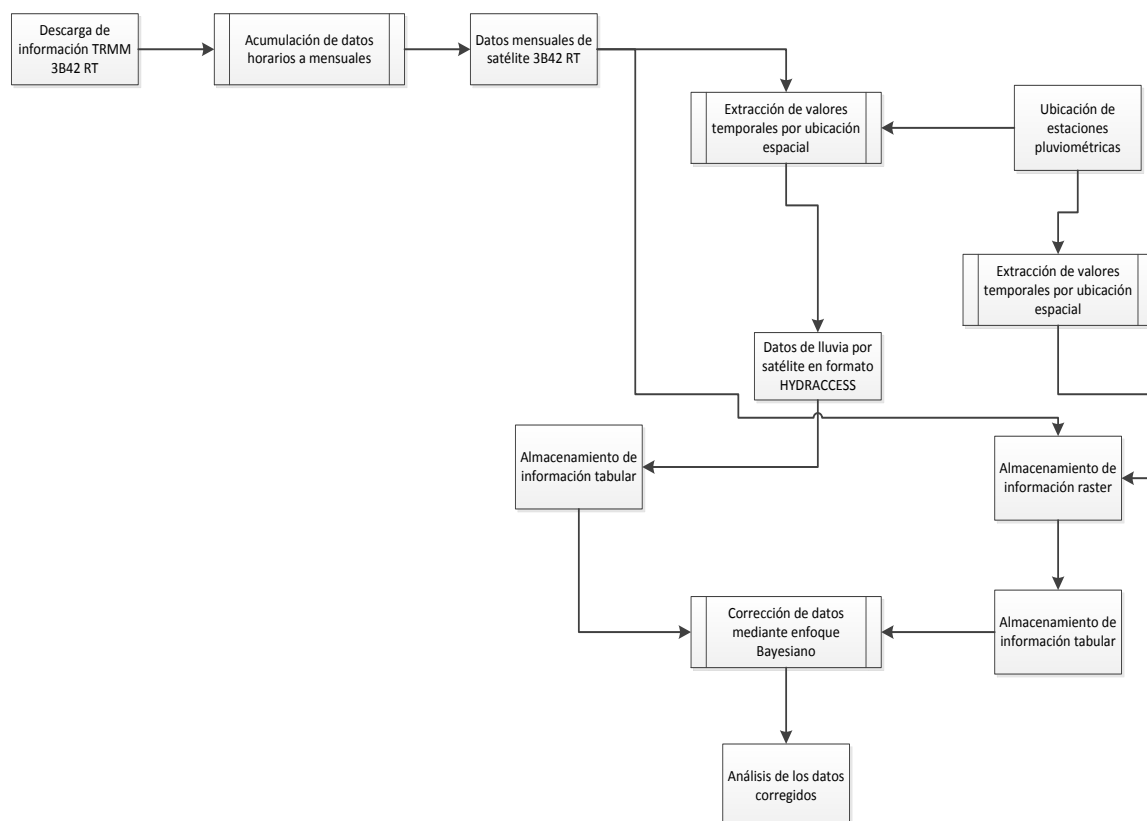 Descarga de
información TRMM
3B42 RT
Acumulación de datos
horarios a mensuales
Datos mensuales de
satélite 3B42 RT
Extracción de valores
temporales por ubicación
espacial
Ubicación de
estaciones
pluviométricas
Extracción de valores
temporales por ubicación
espacial
Datos de lluvia por
satélite en formato
HYDRACCESS
Almacenamiento de
información tabular
Almacenamiento de
información raster
Corrección de datos
mediante enfoque
Bayesiano
Almacenamiento de
información tabular
Análisis de los datos
corregidos